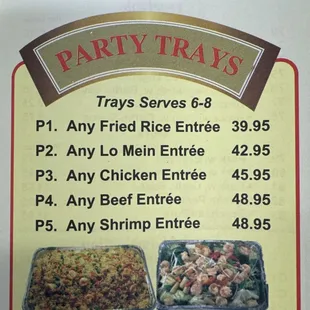 PARTY TRAYS
Trays Serves 6-8
P1. Any Fried Rice Entrée 39.95
P2. Any Lo Mein Entrée 42.95
P3. Any Chicken Entrée 45.95
P4. Any Beef Entrée 48.95
P5. Any Shrimp Entrée 48.95